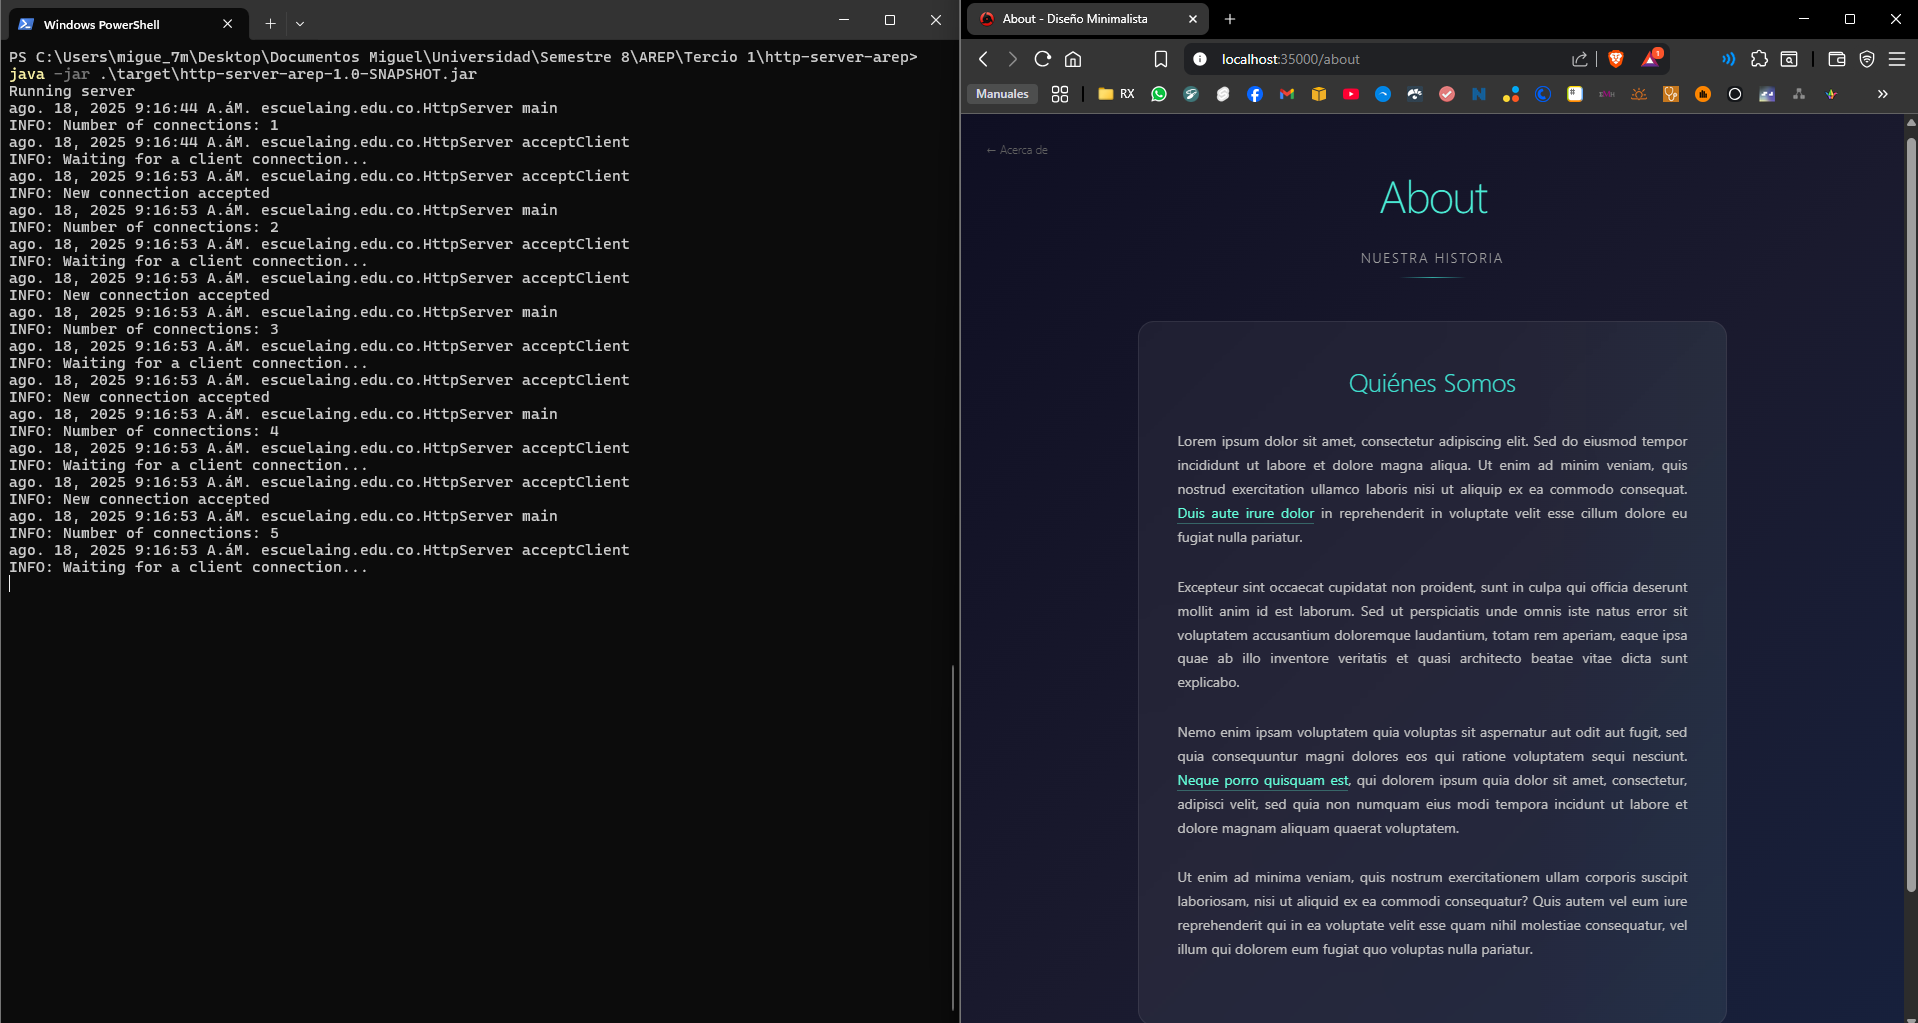 Windows PowerShell
PS C:\Users\migue_7m\Desktop\Documentos Miguel\Universidad\Semestre 8\AREP\Tercio 1\http-server-arep>
java -jar .\target\http-server-arep-1.0-SNAPSHOT.jar
Running server
ago. 18, 2025 9:16:44 A.áM. escuelaing.edu.co.HttpServer main
INFO: Number of connections: 1
ago. 18, 2025 9:16:44 A.áM. escuelaing.edu.co.HttpServer acceptClient
INFO: Waiting for a client connection...
ago. 18, 2025 9:16:53 A.áM. escuelaing.edu.co.HttpServer acceptClient
INFO: New connection accepted
ago. 18, 2025 9:16:53 A.áM. escuelaing.edu.co.HttpServer main
INFO: Number of connections: 2
ago. 18, 2025 9:16:53 A.áM. escuelaing.edu.co.HttpServer acceptClient
INFO: Waiting for a client connection...
ago. 18, 2025 9:16:53 A.áM. escuelaing.edu.co.HttpServer acceptClient
INFO: New connection accepted
ago. 18, 2025 9:16:53 A.áM. escuelaing.edu.co.HttpServer main
INFO: Number of connections: 3
ago. 18, 2025 9:16:53 A.áM. escuelaing.edu.co.HttpServer acceptClient
INFO: Waiting for a client connection...
ago. 18, 2025 9:16:53 A.áM. escuelaing.edu.co.HttpServer acceptClient
INFO: New connection accepted
ago. 18, 2025 9:16:53 A.áM. escuelaing.edu.co.HttpServer main
INFO: Number of connections: 4
ago. 18, 2025 9:16:53 A.áM. escuelaing.edu.co.HttpServer acceptClient
INFO: Waiting for a client connection...
ago. 18, 2025 9:16:53 A.áM. escuelaing.edu.co.HttpServer acceptClient
INFO: New connection accepted
ago. 18, 2025 9:16:53 A.áM. escuelaing.edu.co.HttpServer main
INFO: Number of connections: 5
ago. 18, 2025 9:16:53 A.áM. escuelaing.edu.co.HttpServer acceptClient
INFO: Waiting for a client connection...
About - Diseño Minimalista
localhost:35000/about
1
Manuales
RX
← Acerca de
About
NUESTRA HISTORIA
Quiénes Somos
Lorem ipsum dolor sit amet, consectetur adipiscing elit. Sed do eiusmod tempor
incididunt ut labore et dolore magna aliqua. Ut enim ad minim veniam, quis
nostrud exercitation ullamco laboris nisi ut aliquip ex ea commodo consequat.
Duis aute irure dolor in reprehenderit in voluptate velit esse cillum dolore eu
fugiat nulla pariatur.
Excepteur sint occaecat cupidatat non proident, sunt in culpa qui officia deserunt
mollit anim id est laborum. Sed ut perspiciatis unde omnis iste natus error sit
voluptatem accusantium doloremque laudantium, totam rem aperiam, eaque ipsa
quae ab illo inventore veritatis et quasi architecto beatae vitae dicta sunt
explicabo.
Nemo enim ipsam voluptatem quia voluptas sit aspernatur aut odit aut fugit, sed
quia consequuntur magni dolores eos qui ratione voluptatem sequi nesciunt.
Neque porro quisquam est, qui dolorem ipsum quia dolor sit amet, consectetur,
adipisci velit, sed quia non numquam eius modi tempora incidunt ut labore et
dolore magnam aliquam quaerat voluptatem.
Ut enim ad minima veniam, quis nostrum exercitationem ullam corporis suscipit
laboriosam, nisi ut aliquid ex ea commodi consequatur? Quis autem vel eum iure
reprehenderit qui in ea voluptate velit esse quam nihil molestiae consequatur, vel
illum qui dolorem eum fugiat quo voluptas nulla pariatur.